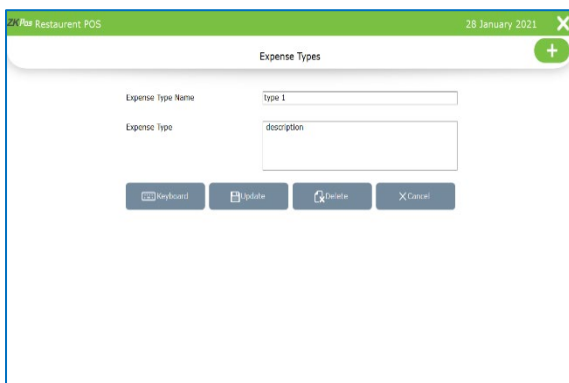 ZKPos Restaurent POS 28 January 2021
Expense Types
Expense Type Name type 1
Expense Type description
Keyboard Update Delete Cancel